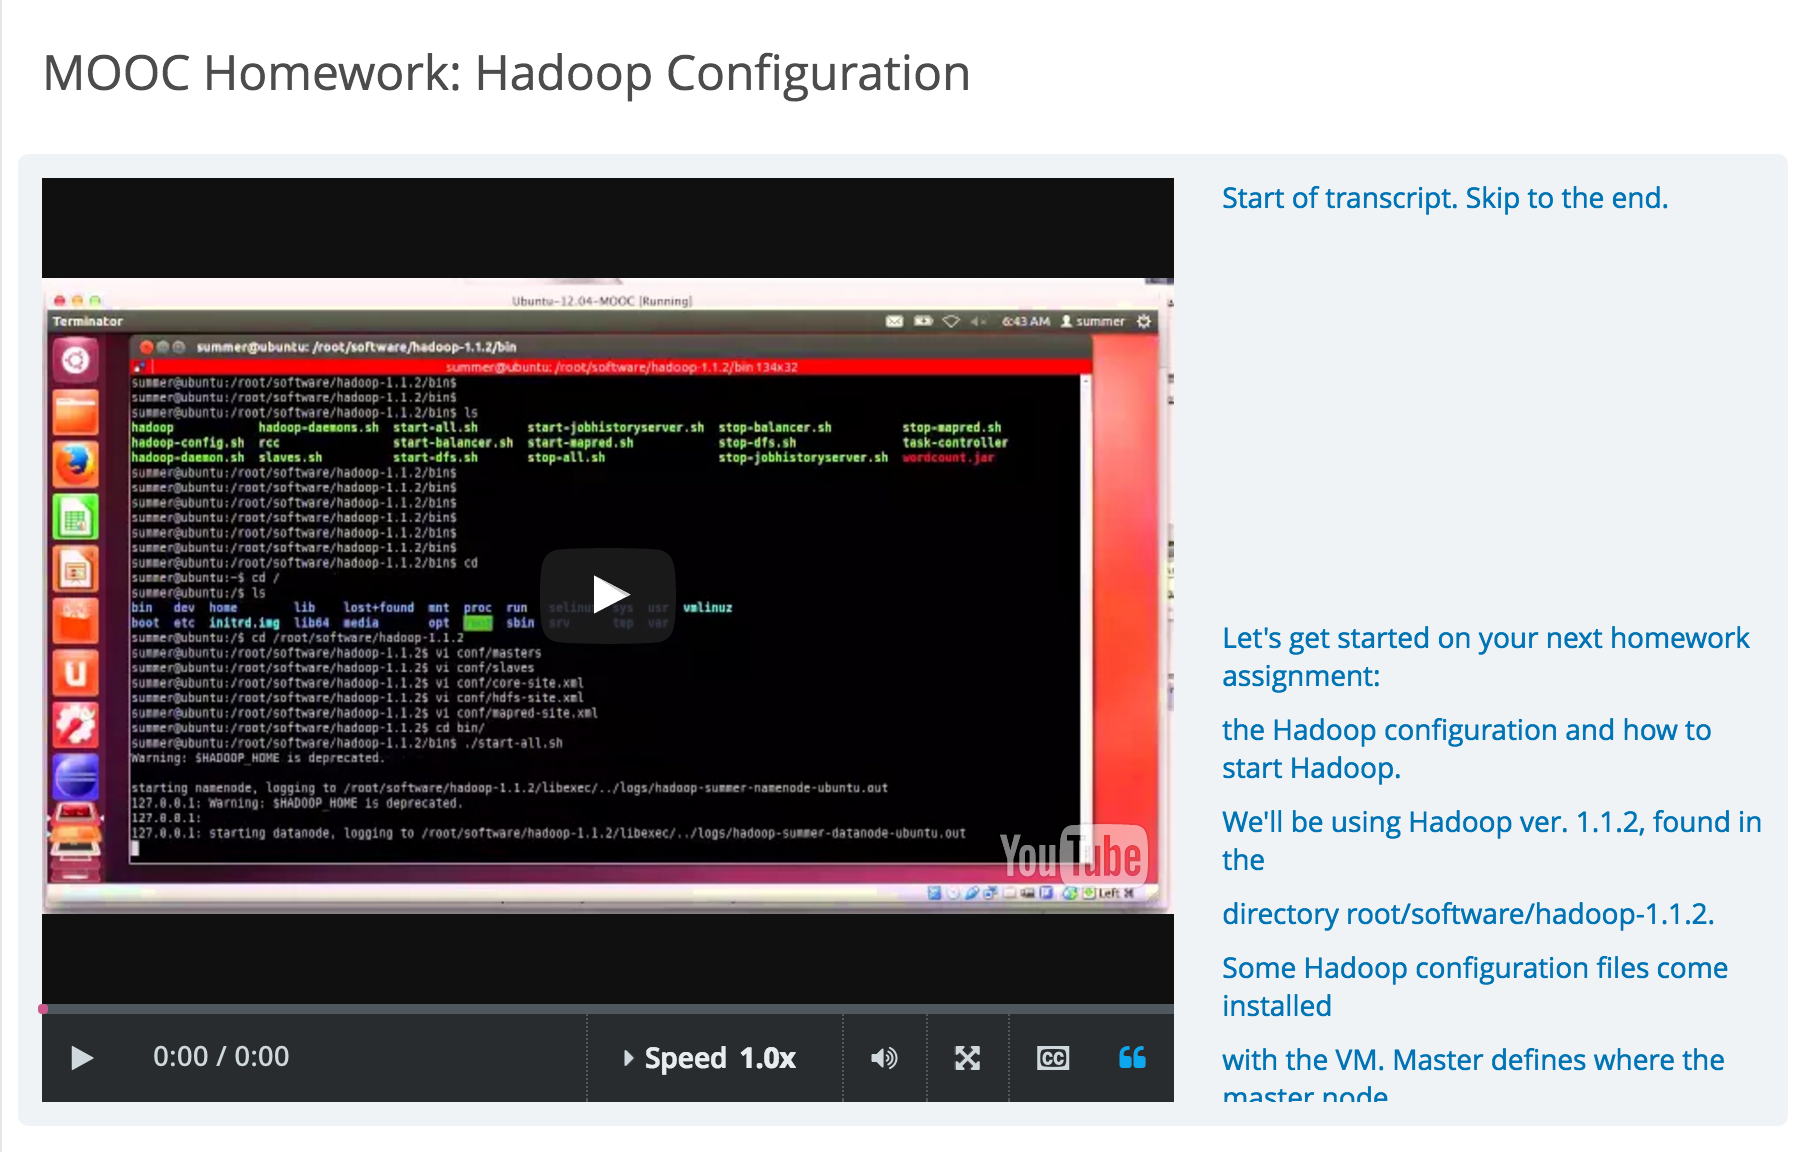 MOOC Homework: Hadoop Configuration
Ubuntu-12.04-MOOC [Running]
Terminator
6:43 AM summer
summer@ubuntu: /root/software/hadoop-1.1.2/bin
summer@ubuntu: /root/software/hadoop-1.1.2/bin 134x32
summer@ubuntu:/root/software/hadoop-1.1.2/bin$
summer@ubuntu:/root/software/hadoop-1.1.2/bin$
summer@ubuntu:/root/software/hadoop-1.1.2/bin$ ls
hadoop hadoop-daemons.sh start-all.sh start-jobhistoryserver.sh stop-balancer.sh stop-mapred.sh
hadoop-config.sh rcc start-balancer.sh start-mapred.sh stop-dfs.sh task-controller
hadoop-daemon.sh slaves.sh start-dfs.sh stop-all.sh stop-jobhistoryserver.sh wordcount.jar
summer@ubuntu:/root/software/hadoop-1.1.2/bin$
summer@ubuntu:/root/software/hadoop-1.1.2/bin$
summer@ubuntu:/root/software/hadoop-1.1.2/bin$
summer@ubuntu:/root/software/hadoop-1.1.2/bin$
summer@ubuntu:/root/software/hadoop-1.1.2/bin$
summer@ubuntu:/root/software/hadoop-1.1.2/bin$
summer@ubuntu:/root/software/hadoop-1.1.2/bin$ cd
summer@ubuntu:~$ cd /
summer@ubuntu:/$ ls
bin dev home lib lost+found mnt proc run selinux sys usr vmlinuz
boot etc initrd.img lib64 media opt root sbin srv tmp var
summer@ubuntu:/$ cd /root/software/hadoop-1.1.2
summer@ubuntu:/root/software/hadoop-1.1.2$ vi conf/masters
summer@ubuntu:/root/software/hadoop-1.1.2$ vi conf/slaves
summer@ubuntu:/root/software/hadoop-1.1.2$ vi conf/core-site.xml
summer@ubuntu:/root/software/hadoop-1.1.2$ vi conf/hdfs-site.xml
summer@ubuntu:/root/software/hadoop-1.1.2$ vi conf/mapred-site.xml
summer@ubuntu:/root/software/hadoop-1.1.2$ cd bin/
summer@ubuntu:/root/software/hadoop-1.1.2/bin$ ./start-all.sh
Warning: $HADOOP_HOME is deprecated.
starting namenode, logging to /root/software/hadoop-1.1.2/libexec/../logs/hadoop-summer-namenode-ubuntu.out
127.0.0.1: Warning: $HADOOP_HOME is deprecated.
127.0.0.1:
127.0.0.1: starting datanode, logging to /root/software/hadoop-1.1.2/libexec/../logs/hadoop-summer-datanode-ubuntu.out
YouTube
Left ⌘
0:00 / 0:00
Speed 1.0x
CC
Start of transcript. Skip to the end.
Let's get started on your next homework
assignment:
the Hadoop configuration and how to
start Hadoop.
We'll be using Hadoop ver. 1.1.2, found in
the
directory root/software/hadoop-1.1.2.
Some Hadoop configuration files come
installed
with the VM. Master defines where the
master node